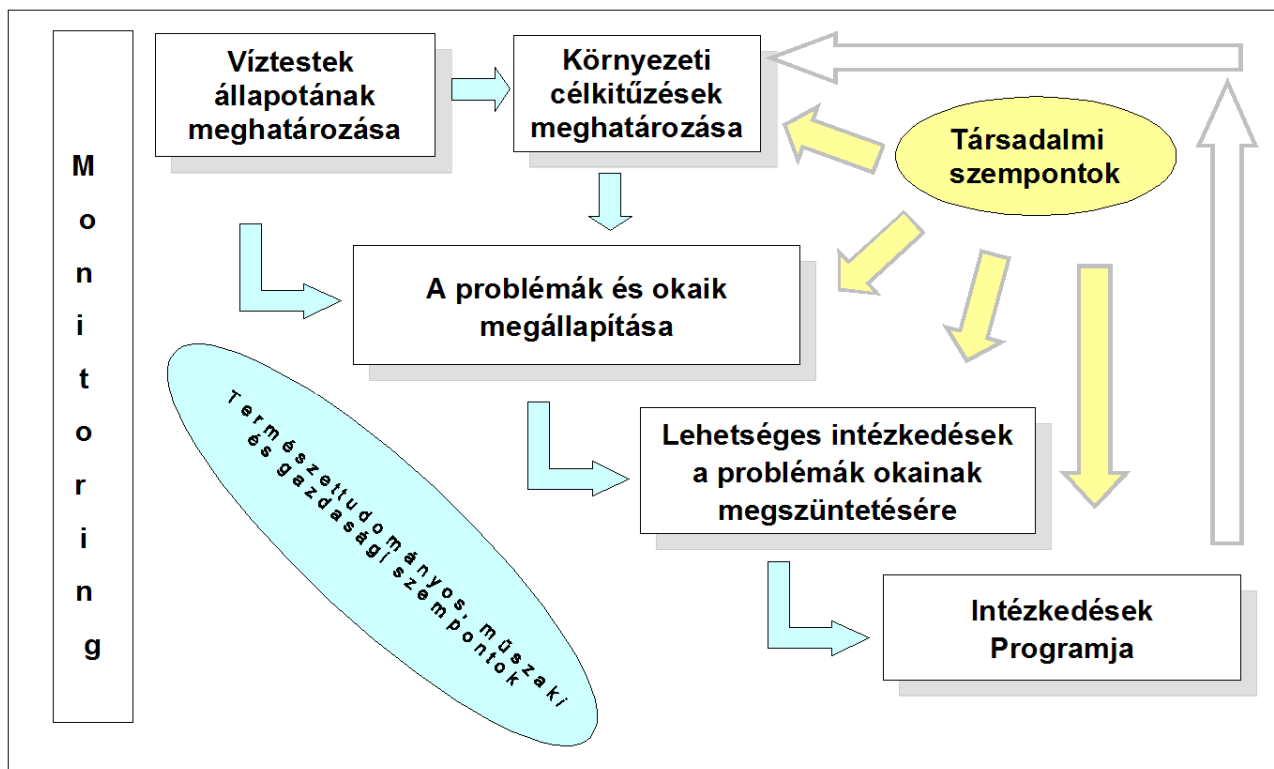 Monitoring
Víztestek
állapotának
meghatározása
Környezeti
célkitűzések
meghatározása
Társadalmi
szempontok
A problémák és okaik
megállapítása
Természettudományos, műszaki
és gazdasági szempontok
Lehetséges intézkedések
a problémák okainak
megszüntetésére
Intézkedések
Programja